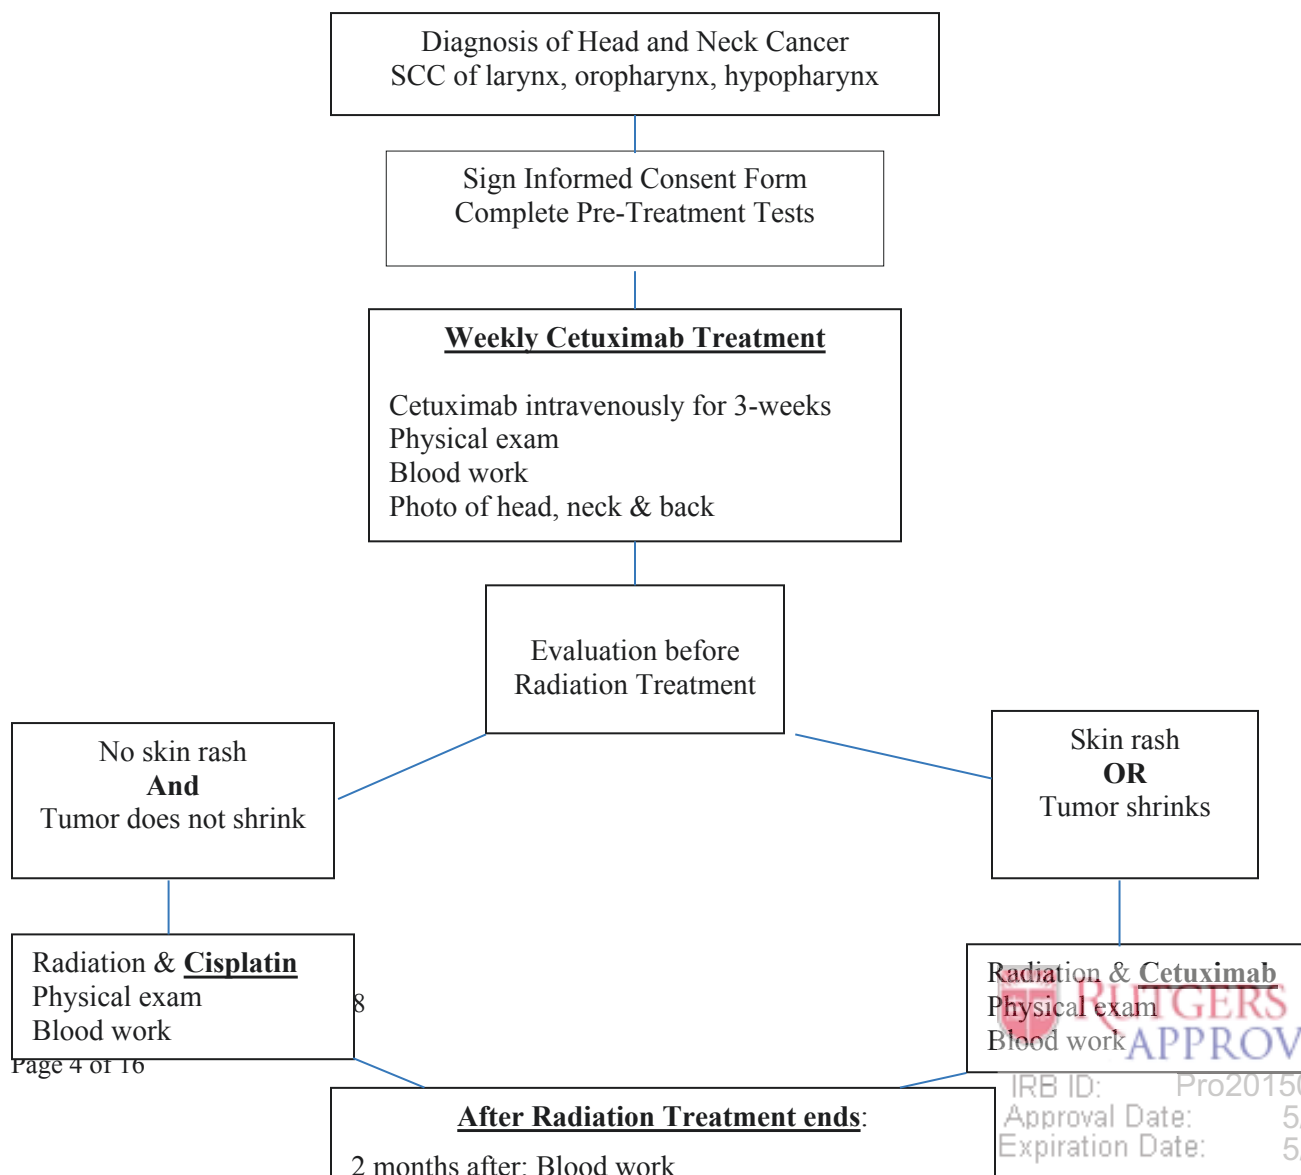 Diagnosis of Head and Neck Cancer
SCC of larynx, oropharynx, hypopharynx
Sign Informed Consent Form
Complete Pre-Treatment Tests
Weekly Cetuximab Treatment
Cetuximab intravenously for 3-weeks
Physical exam
Blood work
Photo of head, neck & back
Evaluation before
Radiation Treatment
No skin rash
And
Tumor does not shrink
Skin rash
OR
Tumor shrinks
Radiation & Cisplatin
Physical exam
Blood work
8
Page 4 of 16
Radiation & Cetuximab
Physical exam
Blood work
RUTGERS
APPROV
IRB ID: Pro2015
Approval Date: 5
Expiration Date: 5
After Radiation Treatment ends:
2 months after: Blood work